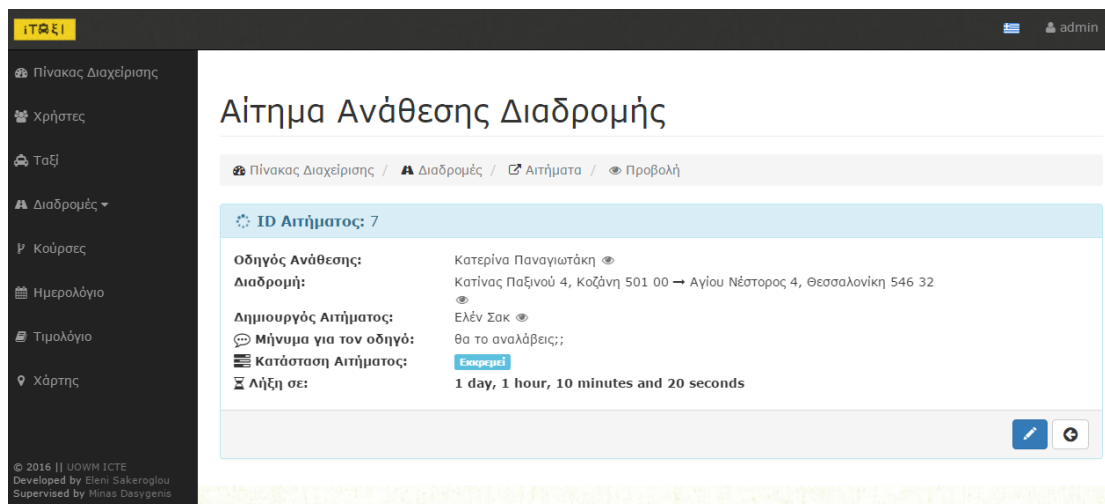 iTAξI
admin
Πίνακας Διαχείρισης
Χρήστες
Ταξί
Διαδρομές
Κούρσες
Ημερολόγιο
Τιμολόγιο
Χάρτης
© 2016 || UOWM ICTE
Developed by Eleni Sakeroglou
Supervised by Minas Dasygenis
Αίτημα Ανάθεσης Διαδρομής
Πίνακας Διαχείρισης / Διαδρομές / Αιτήματα / Προβολή
ID Αιτήματος: 7
Οδηγός Ανάθεσης: Κατερίνα Παναγιωτάκη
Διαδρομή: Κατίνας Παξινού 4, Κοζάνη 501 00 → Αγίου Νέστορος 4, Θεσσαλονίκη 546 32
Δημιουργός Αιτήματος: Ελέν Σακ
Μήνυμα για τον οδηγό: θα το αναλάβεις;;
Κατάσταση Αιτήματος: Εκκρεμεί
Λήξη σε: 1 day, 1 hour, 10 minutes and 20 seconds